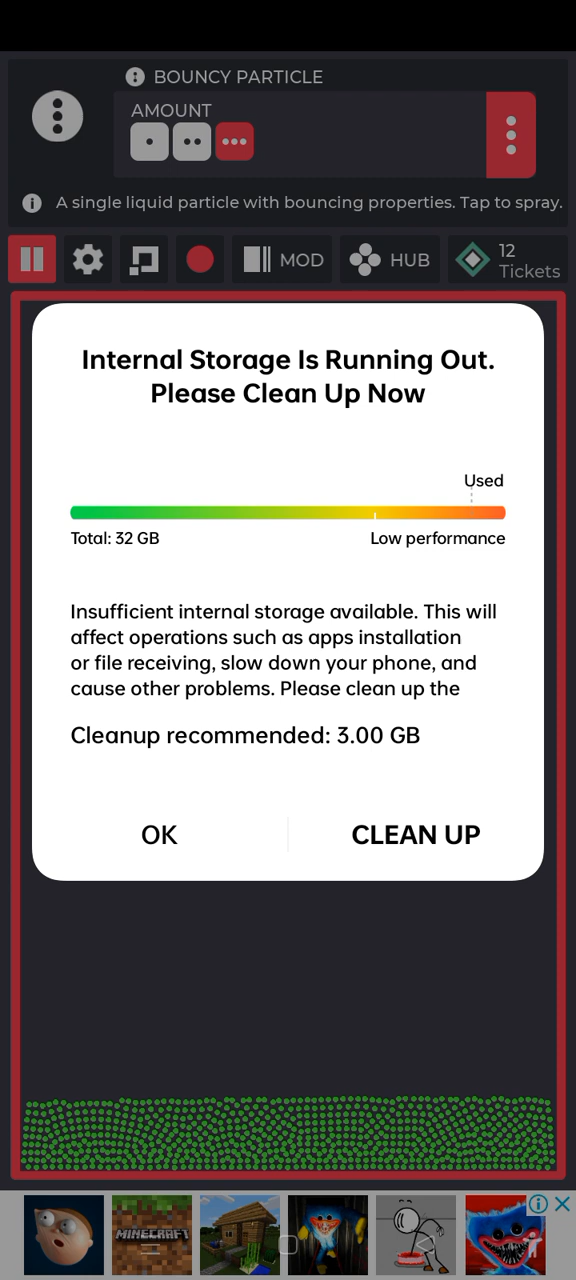 BOUNCY PARTICLE
AMOUNT
A single liquid particle with bouncing properties. Tap to spray.
MOD
HUB
12
Tickets
Internal Storage Is Running Out.
Please Clean Up Now
Used
Total: 32 GB
Low performance
Insufficient internal storage available. This will
affect operations such as apps installation
or file receiving, slow down your phone, and
cause other problems. Please clean up the
Cleanup recommended: 3.00 GB
OK
CLEAN UP
MINECRAFT